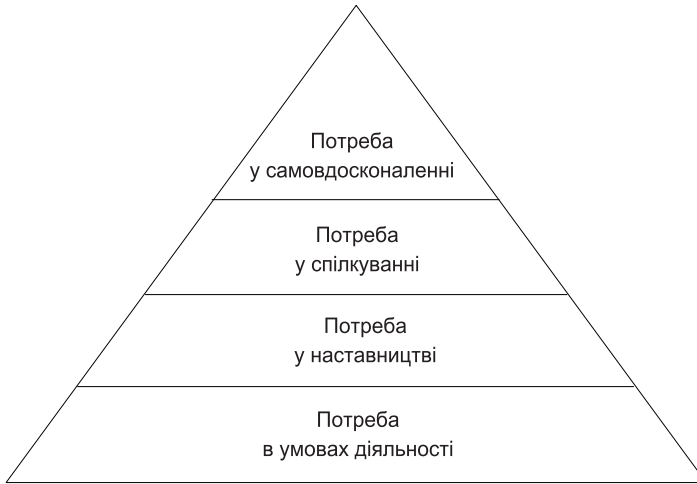 Потреба
у самовдосконаленні
Потреба
у спілкуванні
Потреба
у наставництві
Потреба
в умовах діяльності